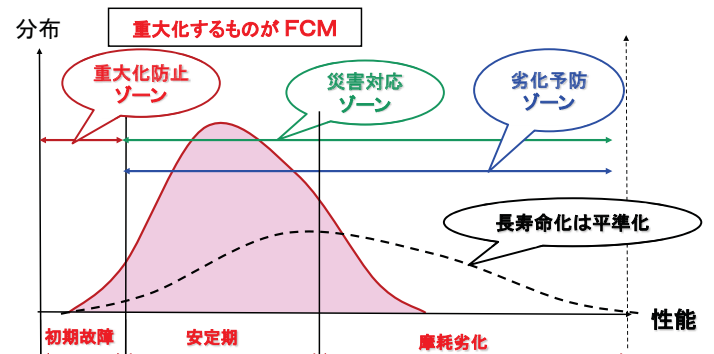 分布
重大化するものがFCM
重大化防止
ゾーン
災害対応
ゾーン
劣化予防
ゾーン
長寿命化は平準化
性能
初期故障
安定期
摩耗劣化